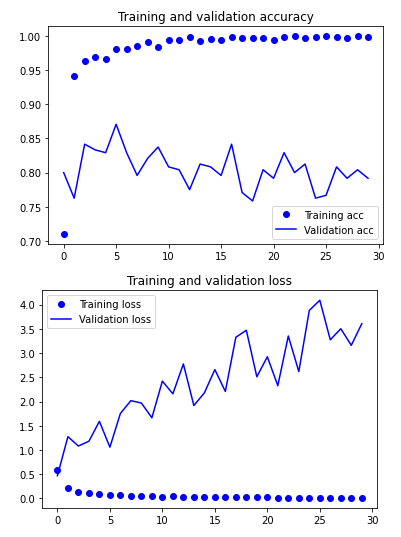 Training and validation accuracy
1.00
0.95
0.90
0.85
0.80
0.75
0.70
Training acc
Validation acc
0 5 10 15 20 25 30
Training and validation loss
Training loss
Validation loss
4.0
3.5
3.0
2.5
2.0
1.5
1.0
0.5
0.0
0 5 10 15 20 25 30